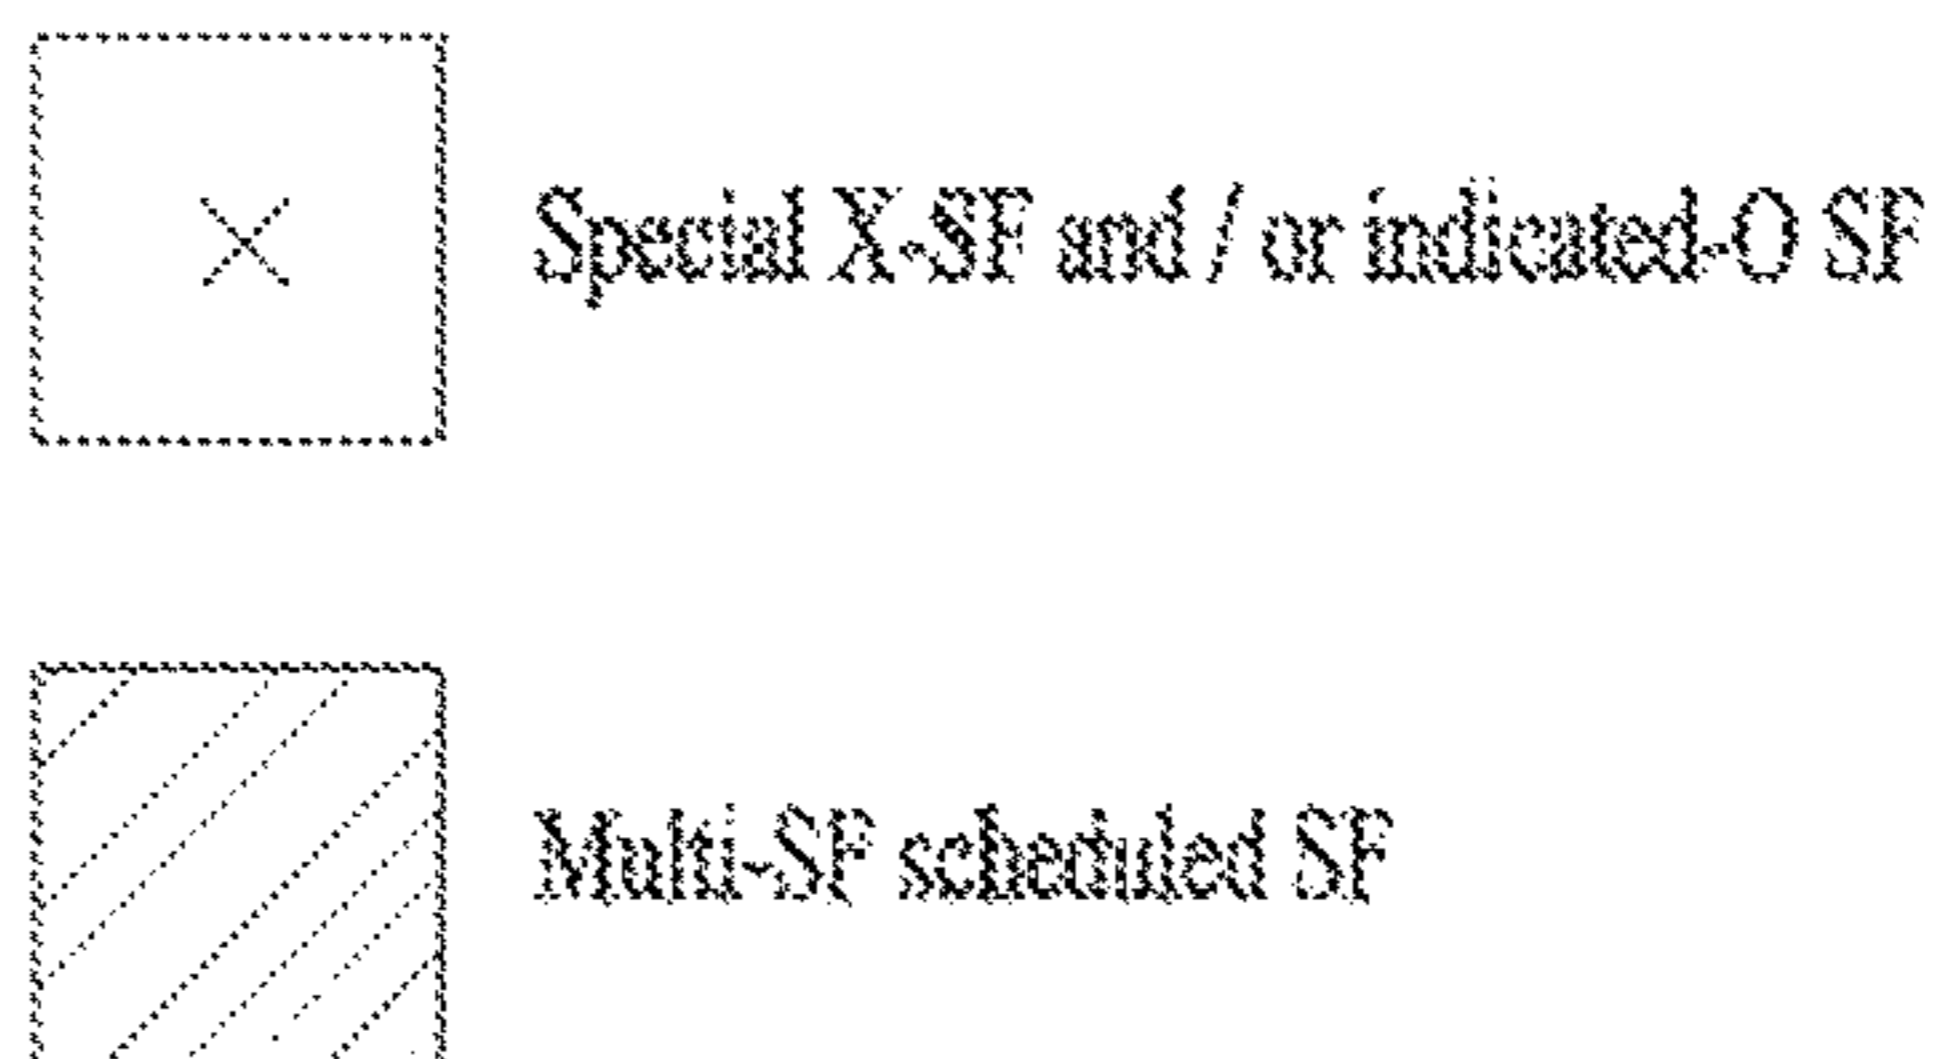 X Special X-SF and / or indicated-O SF
Multi-SF scheduled SF